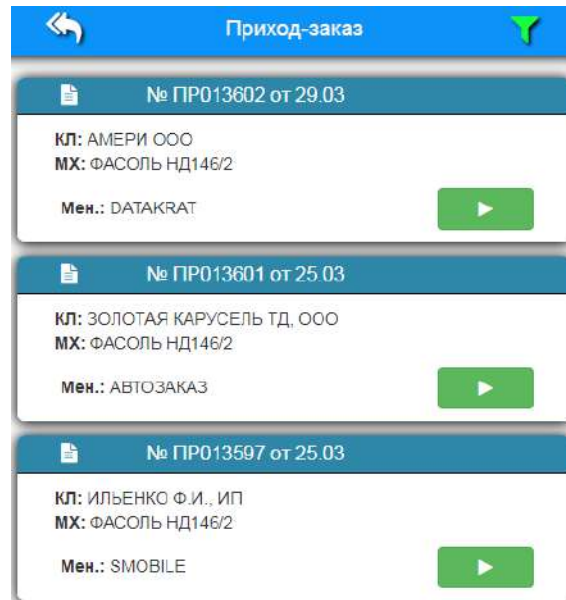 Приход-заказ
№ ПР013602 от 29.03
КЛ: АМЕРИ ООО
МХ: ФАСОЛЬ НД146/2
Мен.: DATAKRAT
№ ПР013601 от 25.03
КЛ: ЗОЛОТАЯ КАРУСЕЛЬ ТД, ООО
МХ: ФАСОЛЬ НД146/2
Мен.: АВТОЗАКАЗ
№ ПР013597 от 25.03
КЛ: ИЛЬЕНКО Ф.И., ИП
МХ: ФАСОЛЬ НД146/2
Мен.: SMOBILE